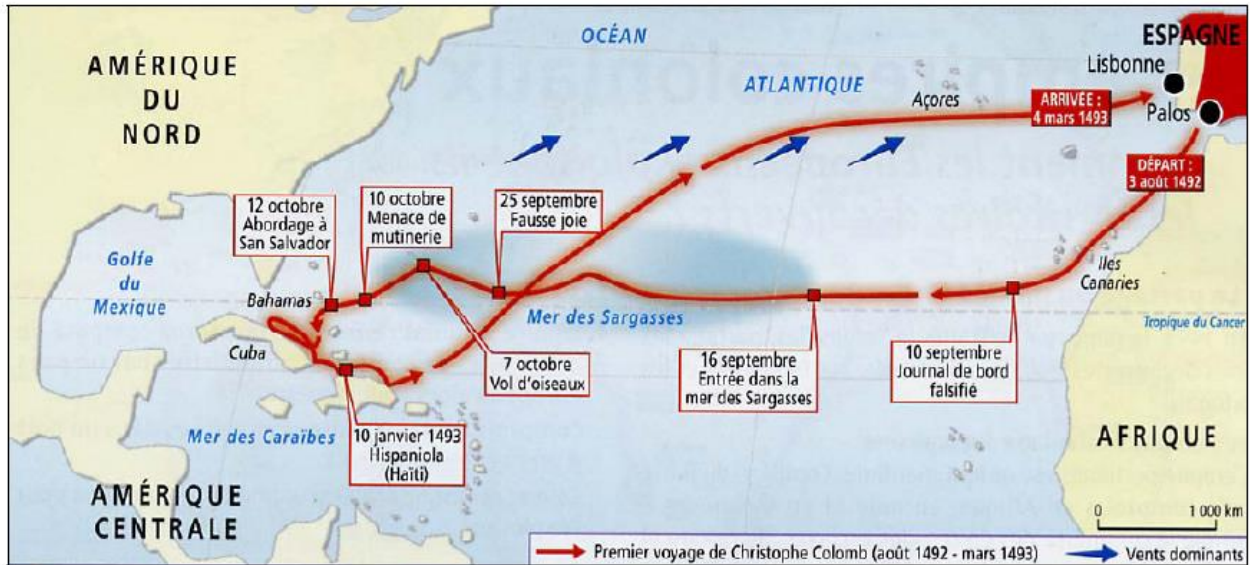 OCÉAN
ATLANTIQUE
ESPAGNE
Lisbonne
Palos
AMÉRIQUE
DU
NORD
Açores
ARRIVÉE :
4 mars 1493
DÉPART :
3 août 1492
12 octobre
Abordage à
San Salvador
10 octobre
Menace de
mutinerie
25 septembre
Fausse joie
Golfe
du
Mexique
Bahamas
Iles
Canaries
Mer des Sargasses
Tropique du Cancer
Cuba
7 octobre
Vol d'oiseaux
16 septembre
Entrée dans la
mer des Sargasses
10 septembre
Journal de bord
falsifié
Mer des Caraïbes
10 janvier 1493
Hispaniola
(Haïti)
AFRIQUE
AMÉRIQUE
CENTRALE
0 1 000 km
Premier voyage de Christophe Colomb (août 1492 - mars 1493)
Vents dominants